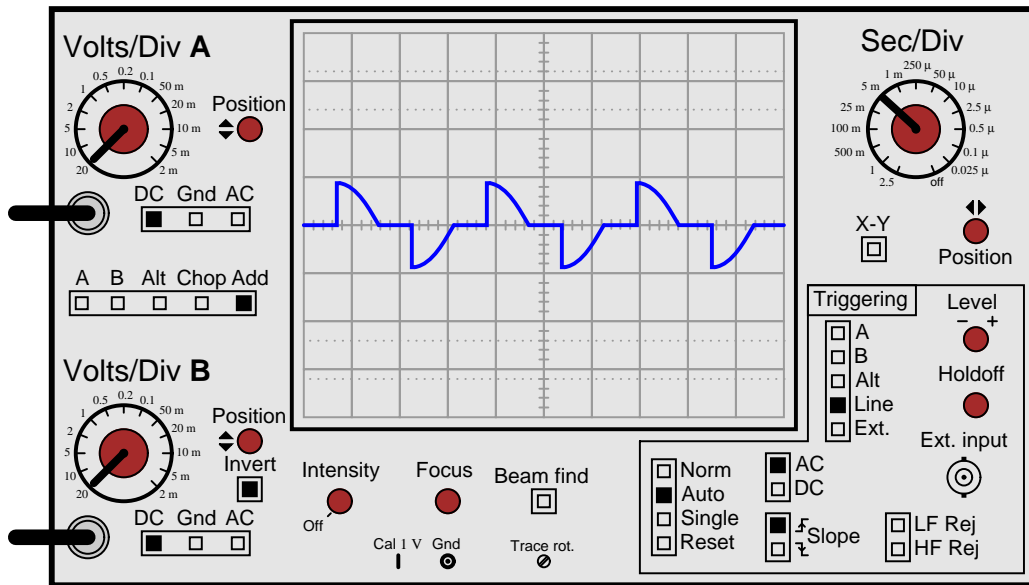 Volts/Div A
0.5 0.2 0.1
1 50 m
2 20 m
5 10 m
10 5 m
20 2 m
Position
DC Gnd AC
A B Alt Chop Add
Volts/Div B
0.5 0.2 0.1
1 50 m
2 20 m
5 10 m
10 5 m
20 2 m
Position
Invert
DC Gnd AC
Intensity
Off
Focus
Beam find
Cal 1 V Gnd
Trace rot.
Sec/Div
250 µ
1 m 50 µ
5 m 10 µ
25 m 2.5 µ
100 m 0.5 µ
500 m 0.1 µ
1 0.025 µ
2.5 off
X-Y
Position
Triggering
A
B
Alt
Line
Ext.
Level
− +
Holdoff
Ext. input
Norm
Auto
Single
Reset
AC
DC
Slope
LF Rej
HF Rej